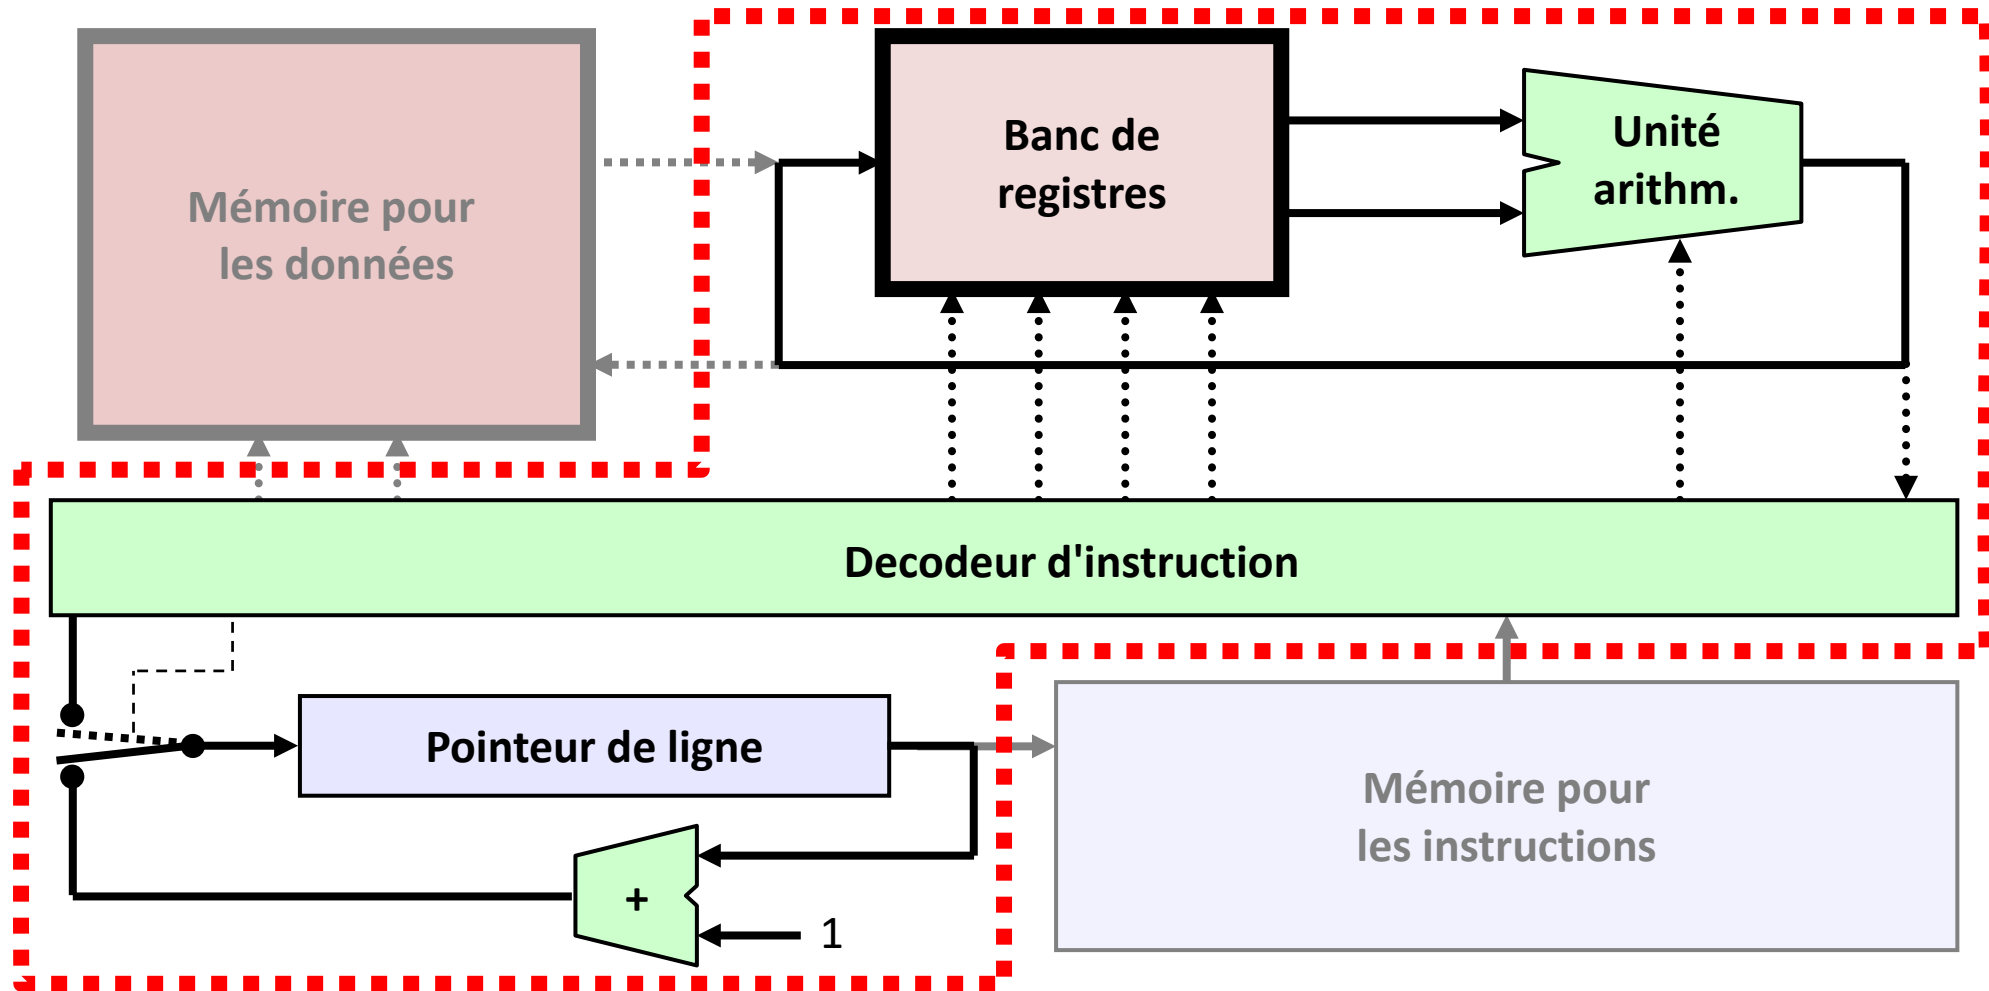 Mémoire pour
les données
Banc de
registres
Unité
arithm.
Decodeur d'instruction
Pointeur de ligne
+
1
Mémoire pour
les instructions